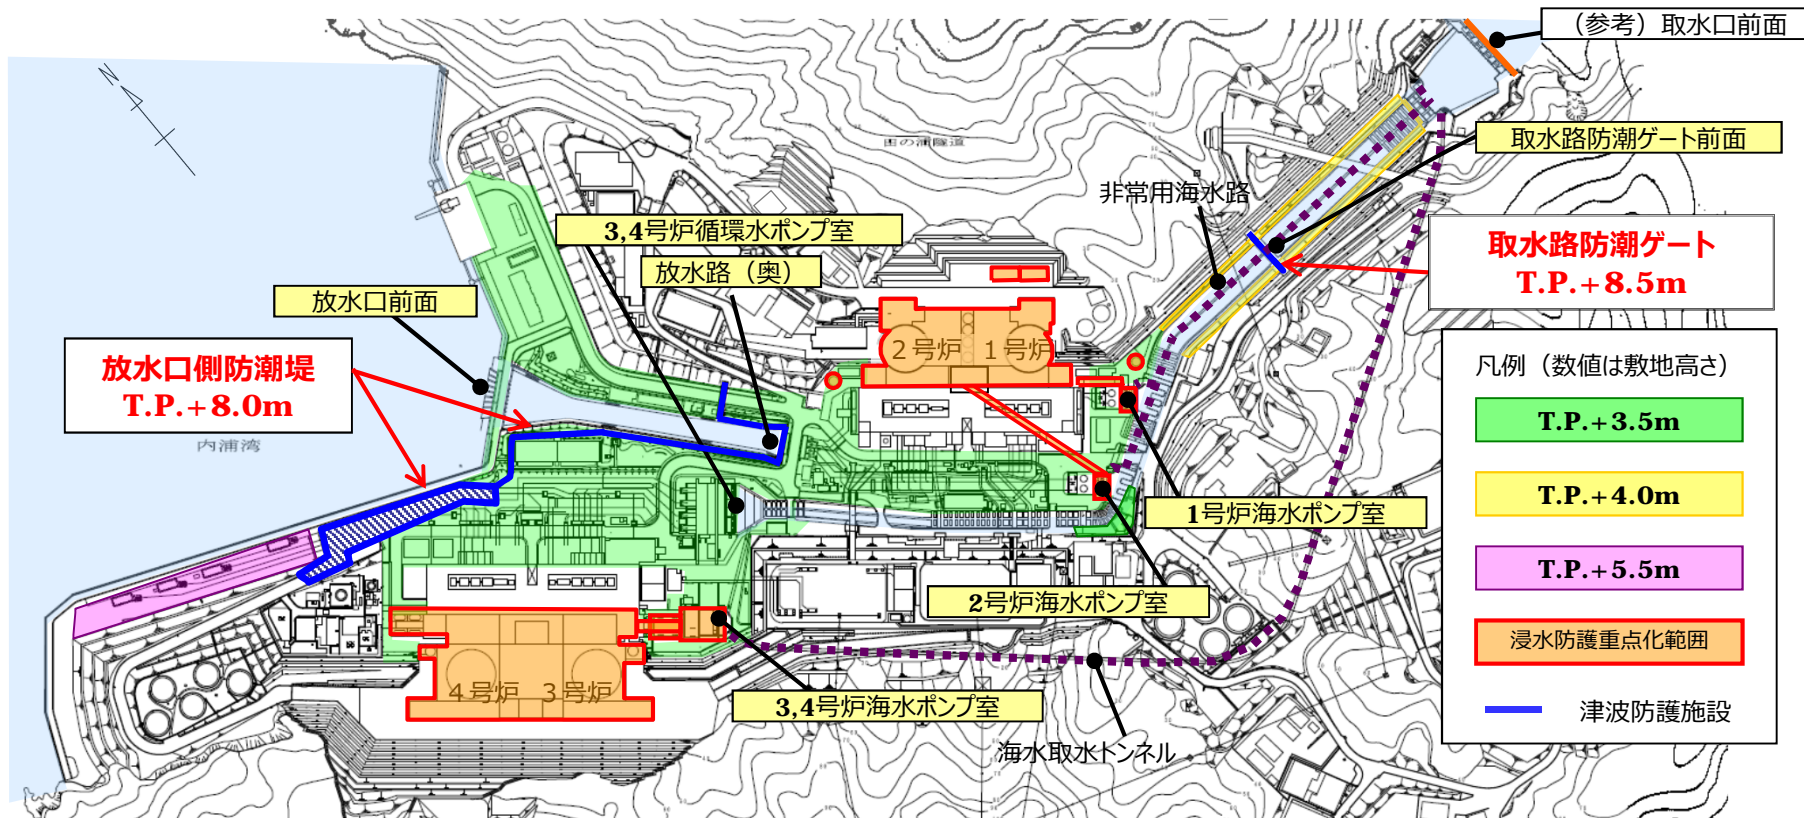 (参考)取水口前面
N
田の浦隧道
取水路防潮ゲート前面
非常用海水路
3,4号炉循環水ポンプ室
取水路防潮ゲート
T.P.+8.5m
放水路(奥)
放水口前面
2号炉 1号炉
凡例(数値は敷地高さ)
放水口側防潮堤
T.P.+8.0m
T.P.+3.5m
内浦湾
T.P.+4.0m
1号炉海水ポンプ室
T.P.+5.5m
2号炉海水ポンプ室
浸水防護重点化範囲
4号炉 3号炉
3,4号炉海水ポンプ室
津波防護施設
海水取水トンネル